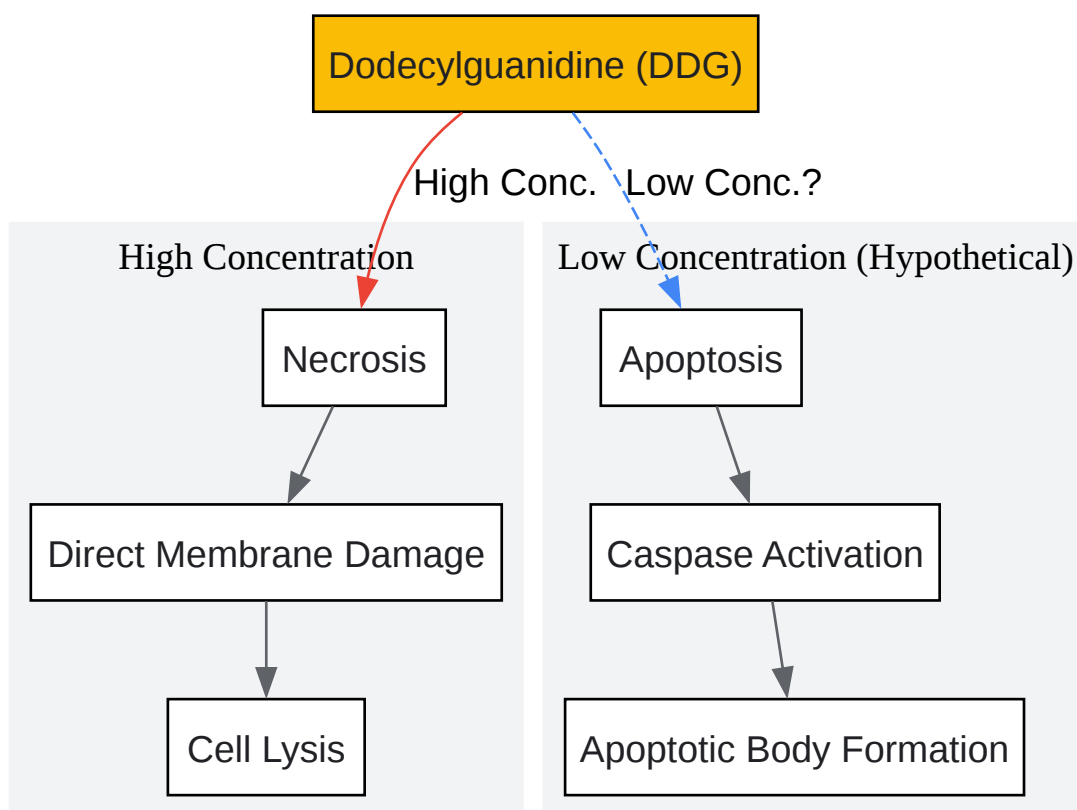 Dodecylguanidine (DDG)
High Conc.
Low Conc.?
High Concentration
Low Concentration (Hypothetical)
Necrosis
Apoptosis
Direct Membrane Damage
Caspase Activation
Cell Lysis
Apoptotic Body Formation